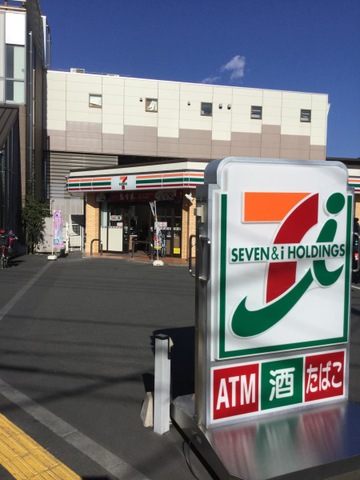 7
SEVEN & i HOLDINGS
ATM 酒 たばこ